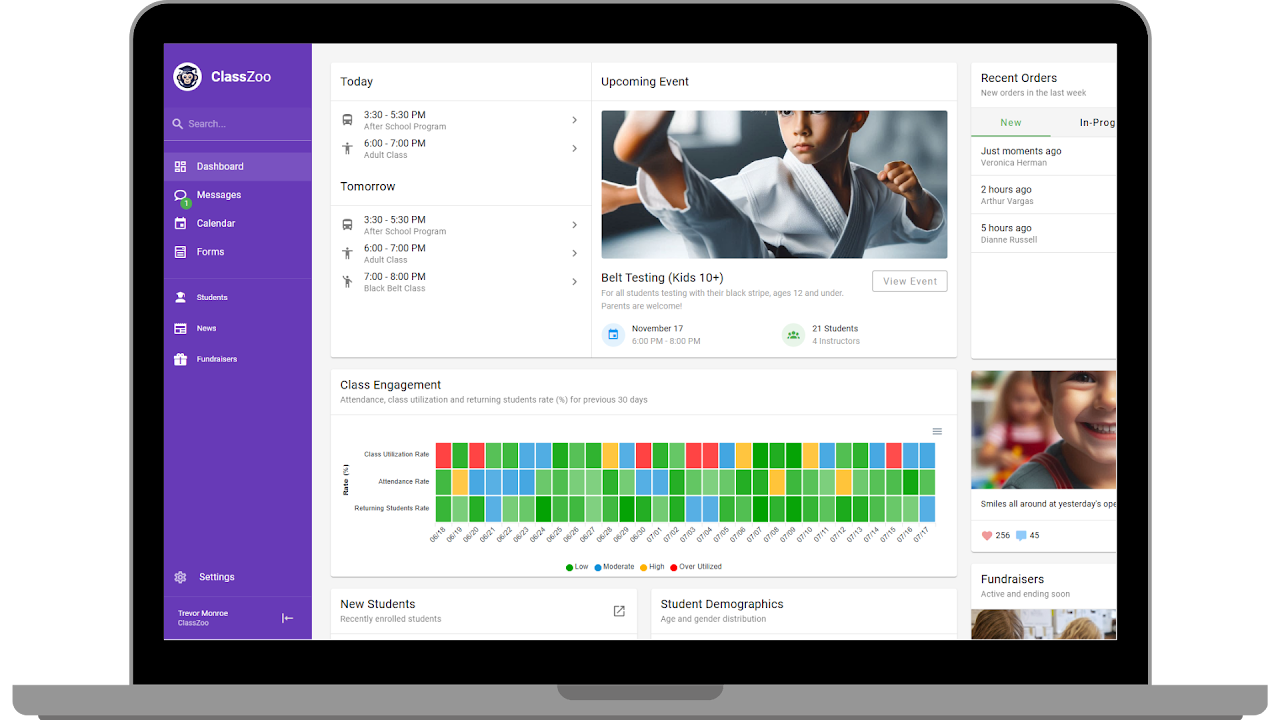 ClassZoo
Search...
Dashboard
Messages
1
Calendar
Forms
Students
News
Fundraisers
Settings
Trevor Monroe
ClassZoo
Today
3:30 - 5:30 PM
After School Program
6:00 - 7:00 PM
Adult Class
Tomorrow
3:30 - 5:30 PM
After School Program
6:00 - 7:00 PM
Adult Class
7:00 - 8:00 PM
Black Belt Class
Upcoming Event
Belt Testing (Kids 10+)
View Event
For all students testing with their black stripe, ages 12 and under.
Parents are welcome!
November 17
6:00 PM - 8:00 PM
21 Students
4 Instructors
Recent Orders
New orders in the last week
New
In-Prog
Just moments ago
Veronica Herman
2 hours ago
Arthur Vargas
5 hours ago
Dianne Russell
Class Engagement
Attendance, class utilization and returning students rate (%) for previous 30 days
Rate (%)
Class Utilization Rate
Attendance Rate
Returning Students Rate
06/18 06/19 06/20 06/21 06/22 06/23 06/24 06/25 06/26 06/27 06/28 06/29 06/30 07/01 07/02 07/03 07/04 07/05 07/06 07/07 07/08 07/09 07/10 07/11 07/12 07/13 07/14 07/15 07/16 07/17
Low Moderate High Over Utilized
Smiles all around at yesterday's ope
256 45
New Students
Recently enrolled students
Student Demographics
Age and gender distribution
Fundraisers
Active and ending soon